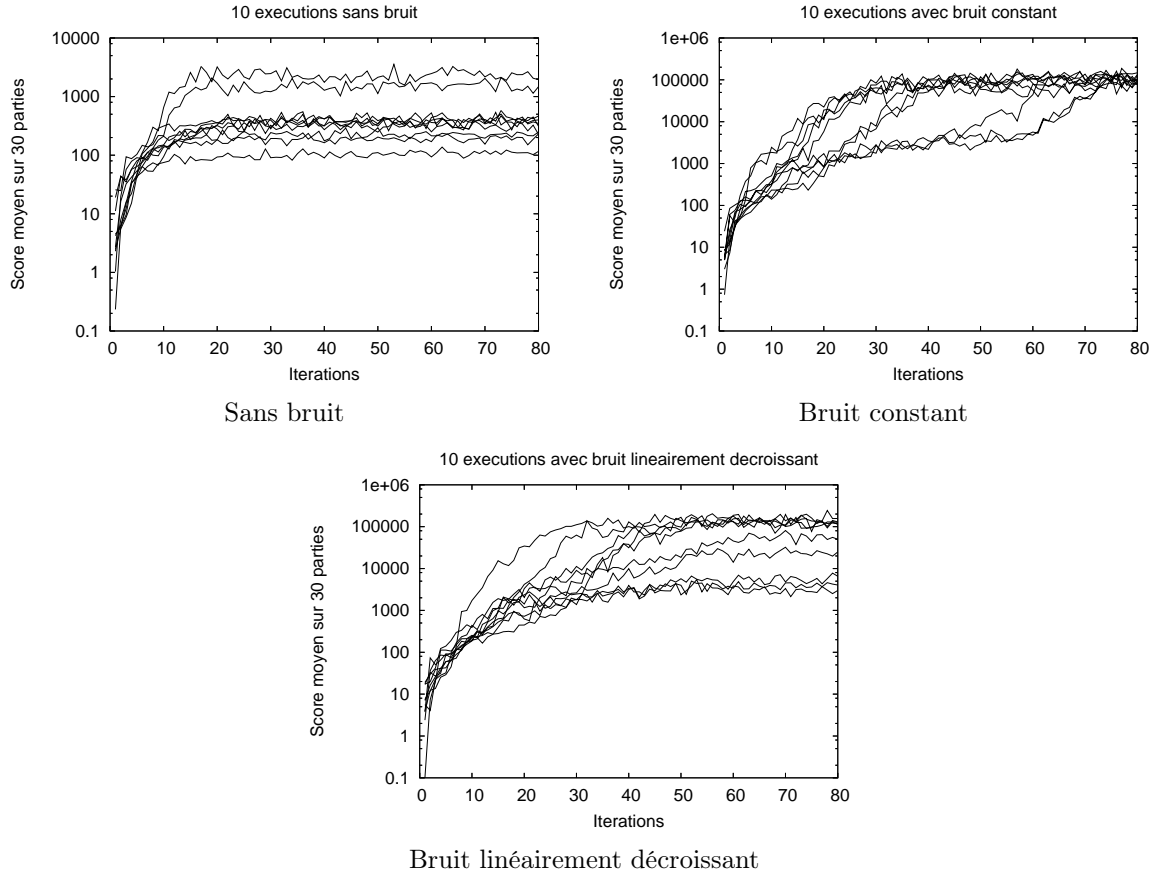 10 executions sans bruit
10000
1000
100
10
1
0.1
Score moyen sur 30 parties
0 10 20 30 40 50 60 70 80
Iterations
Sans bruit
10 executions avec bruit constant
1e+06
100000
10000
1000
100
10
1
0.1
Score moyen sur 30 parties
0 10 20 30 40 50 60 70 80
Iterations
Bruit constant
10 executions avec bruit lineairement decroissant
1e+06
100000
10000
1000
100
10
1
0.1
Score moyen sur 30 parties
0 10 20 30 40 50 60 70 80
Iterations
Bruit linéairement décroissant